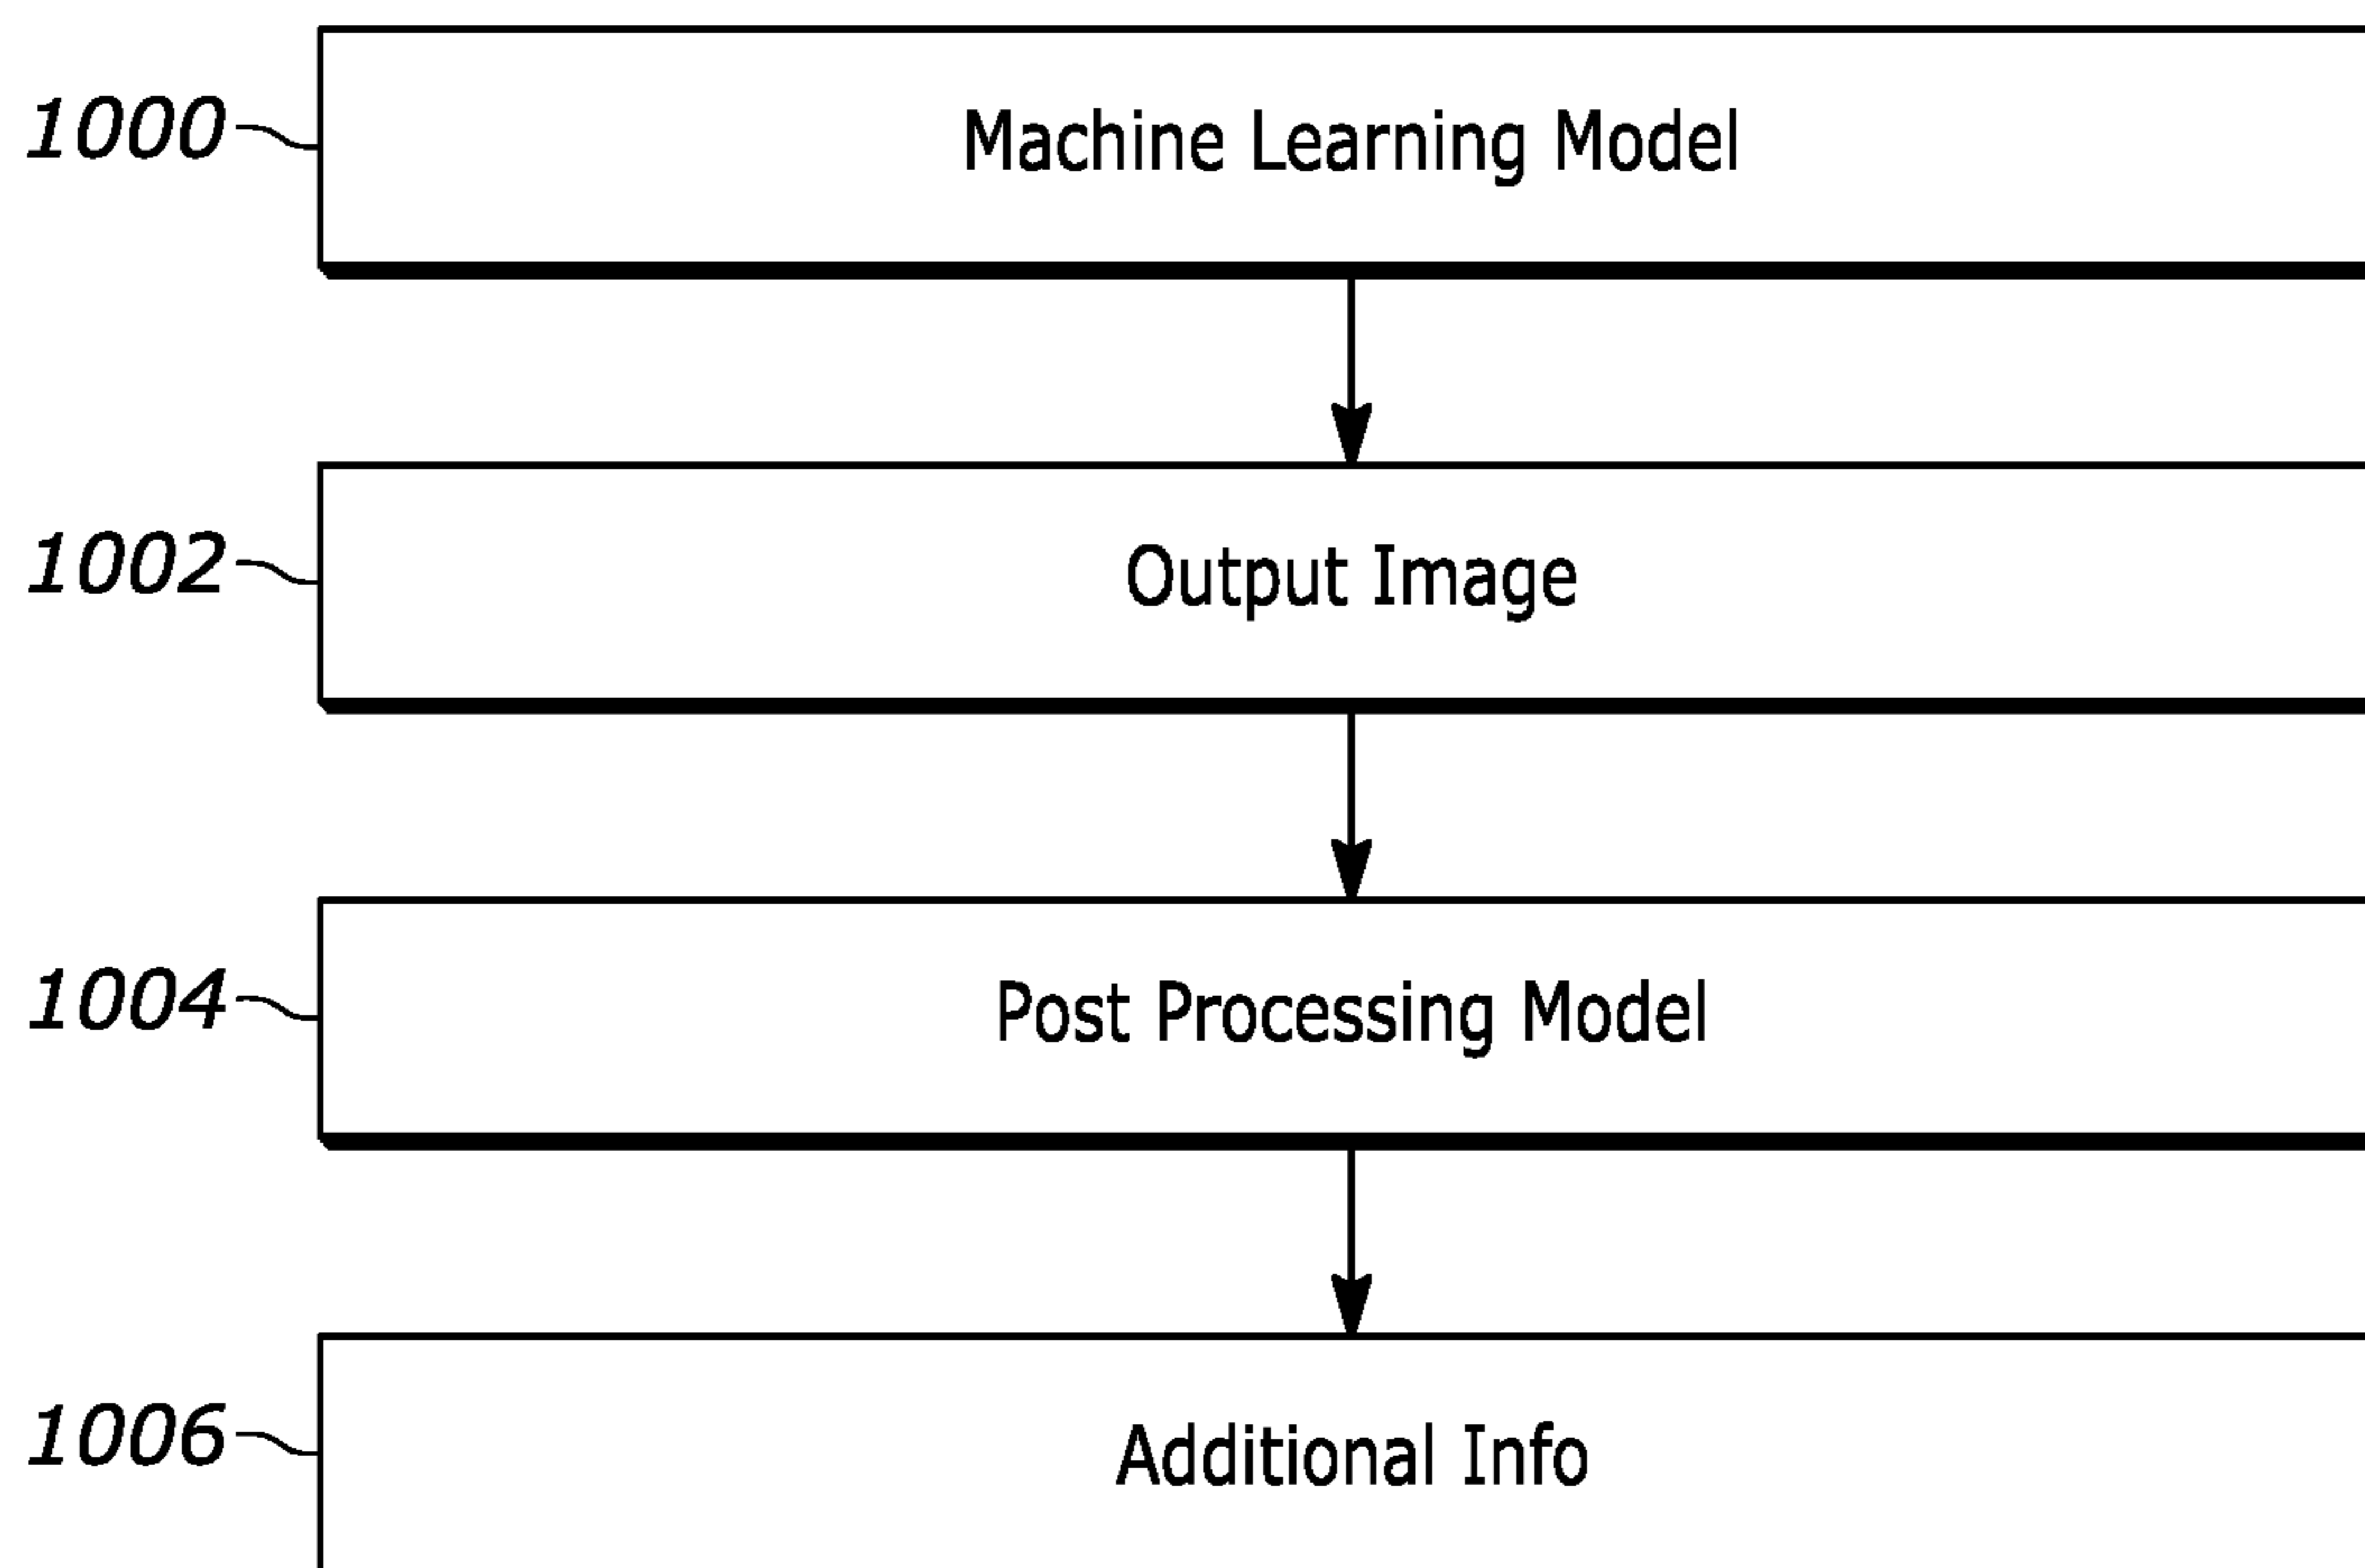 1000 Machine Learning Model
1002 Output Image
1004 Post Processing Model
1006 Additional Info